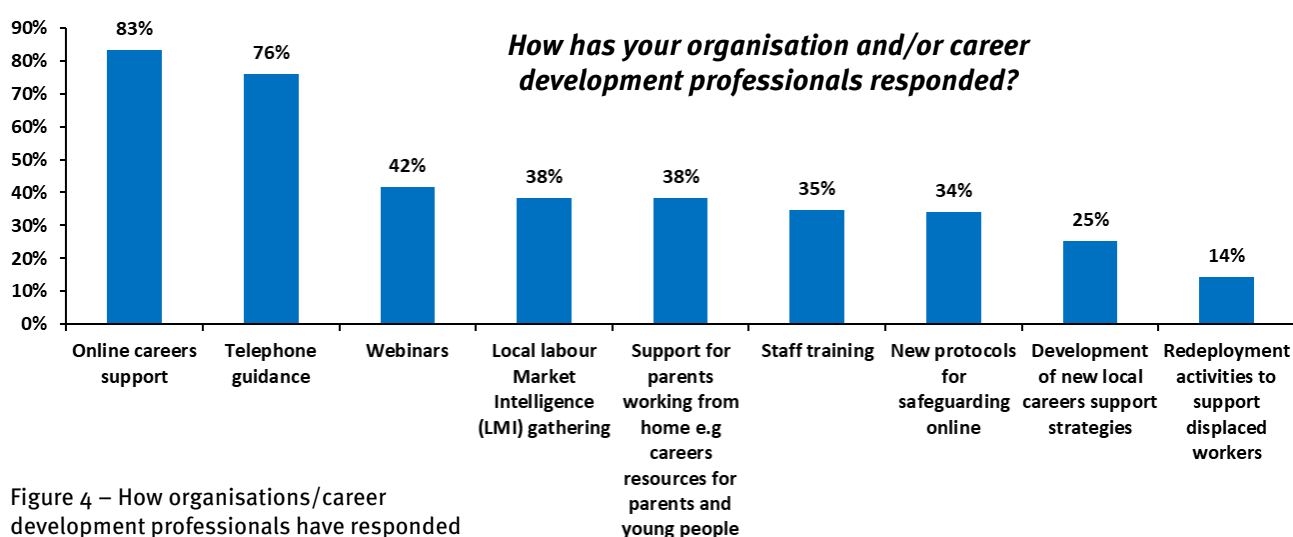 How has your organisation and/or career
development professionals responded?
90%
80%
70%
60%
50%
40%
30%
20%
10%
0%
83%
76%
42%
38%
38%
35%
34%
25%
14%
Online careers
support
Telephone
guidance
Webinars
Local labour
Market
Intelligence
(LMI) gathering
Support for
parents
working from
home e.g
careers
resources for
parents and
young people
Staff training
New protocols
for
safeguarding
online
Development
of new local
careers support
strategies
Redeployment
activities to
support
displaced
workers
Figure 4 – How organisations/career
development professionals have responded